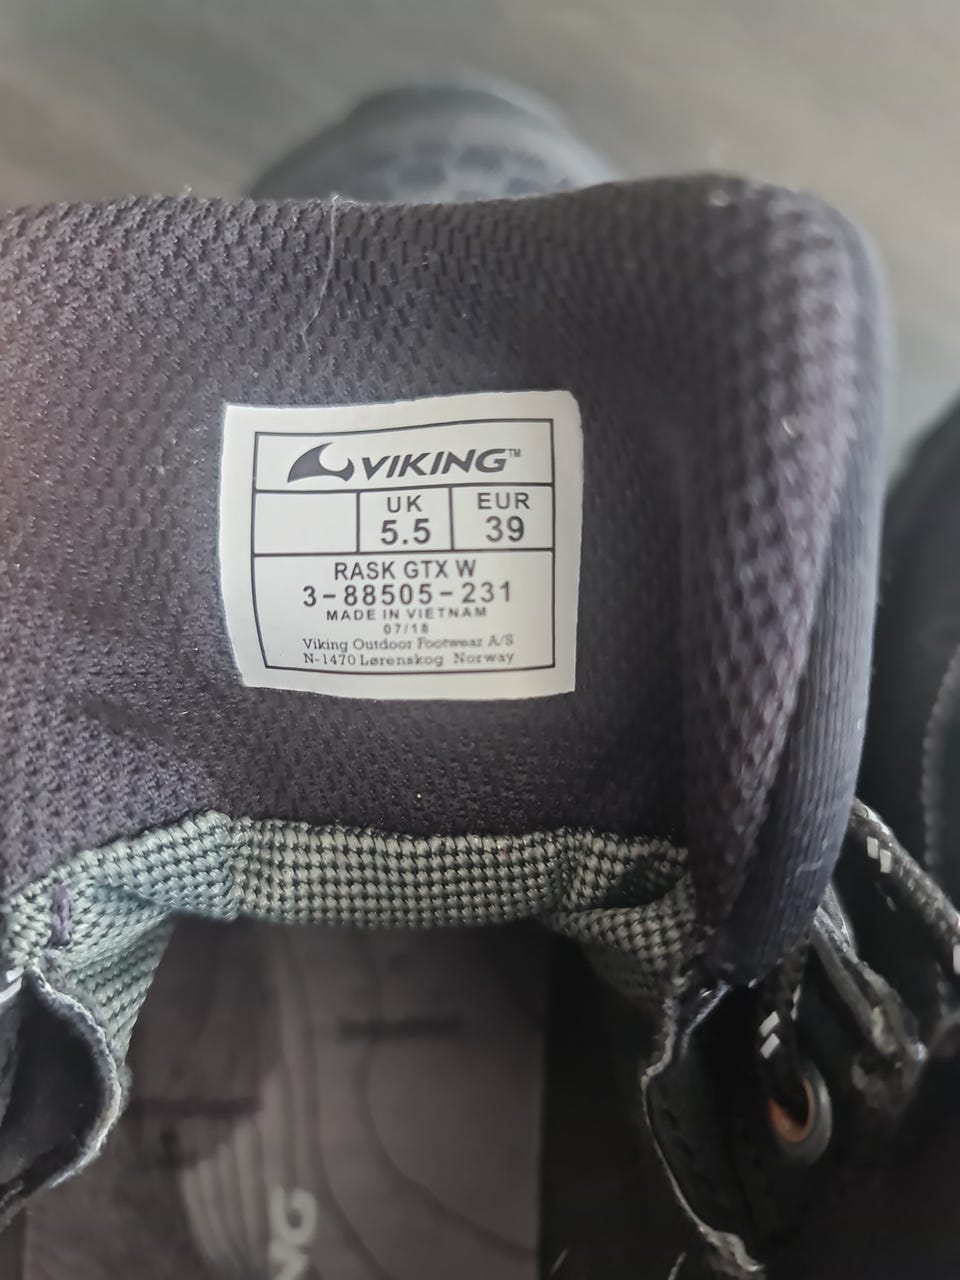 VIKING™
UK EUR
5.5 39
RASK GTX W
3-88505-231
MADE IN VIETNAM
07/18
Viking Outdoor Footwear A/S
N-1470 Lørenskog Norway
NG